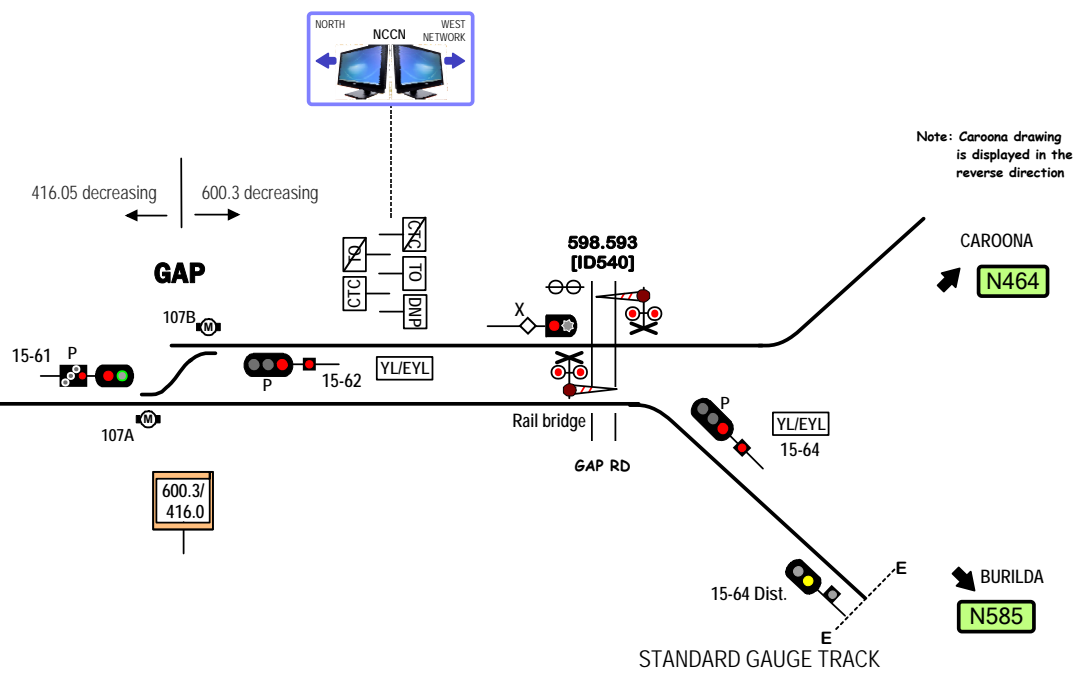 NORTH
WEST
NETWORK
NCCN
Note: Caroona drawing
is displayed in the
reverse direction
416.05 decreasing
600.3 decreasing
GAP
CTC
TO
TO
CTC
DNP
598.593
[ID540]
CAROONA
N464
107B
M
X
15-61
P
P
15-62
YL/EYL
107A
M
Rail bridge
GAP RD
P
YL/EYL
15-64
600.3/
416.0
15-64 Dist.
E
E
BURILDA
N585
STANDARD GAUGE TRACK